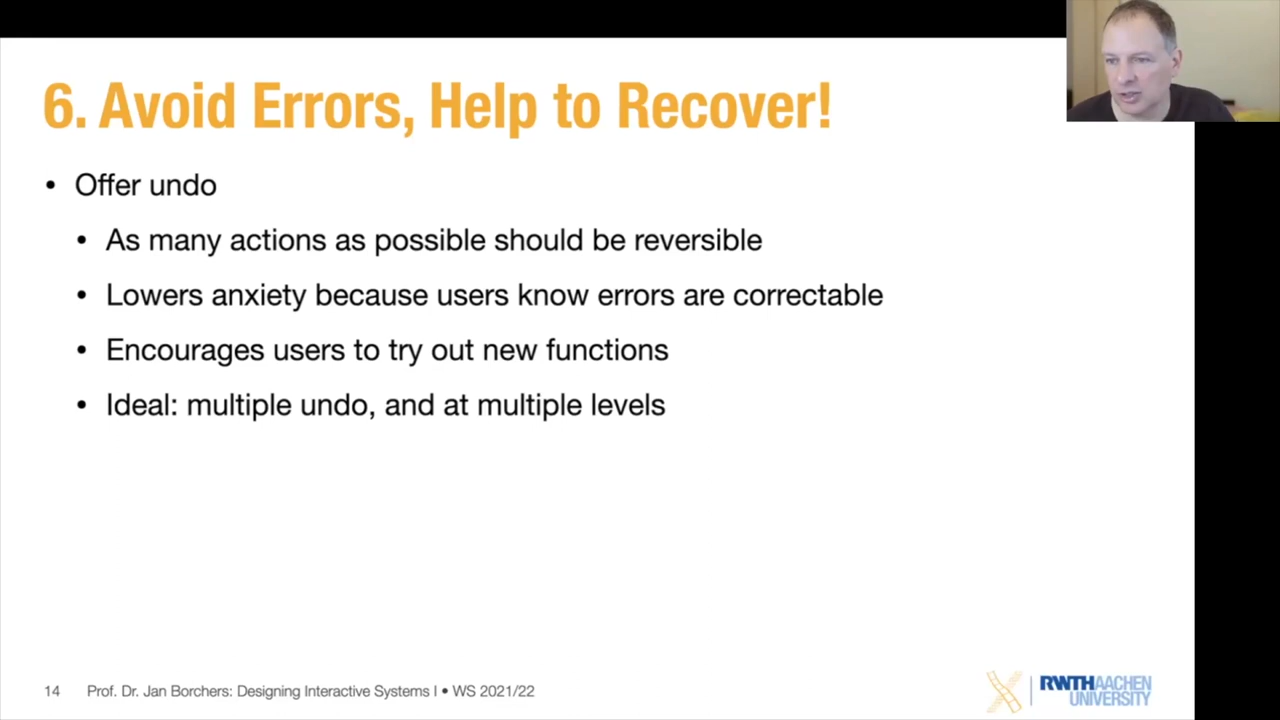 6. Avoid Errors, Help to Recover!
• Offer undo
• As many actions as possible should be reversible
• Lowers anxiety because users know errors are correctable
• Encourages users to try out new functions
• Ideal: multiple undo, and at multiple levels
14 Prof. Dr. Jan Borchers: Designing Interactive Systems I • WS 2021/22
RWTHAACHEN
UNIVERSITY